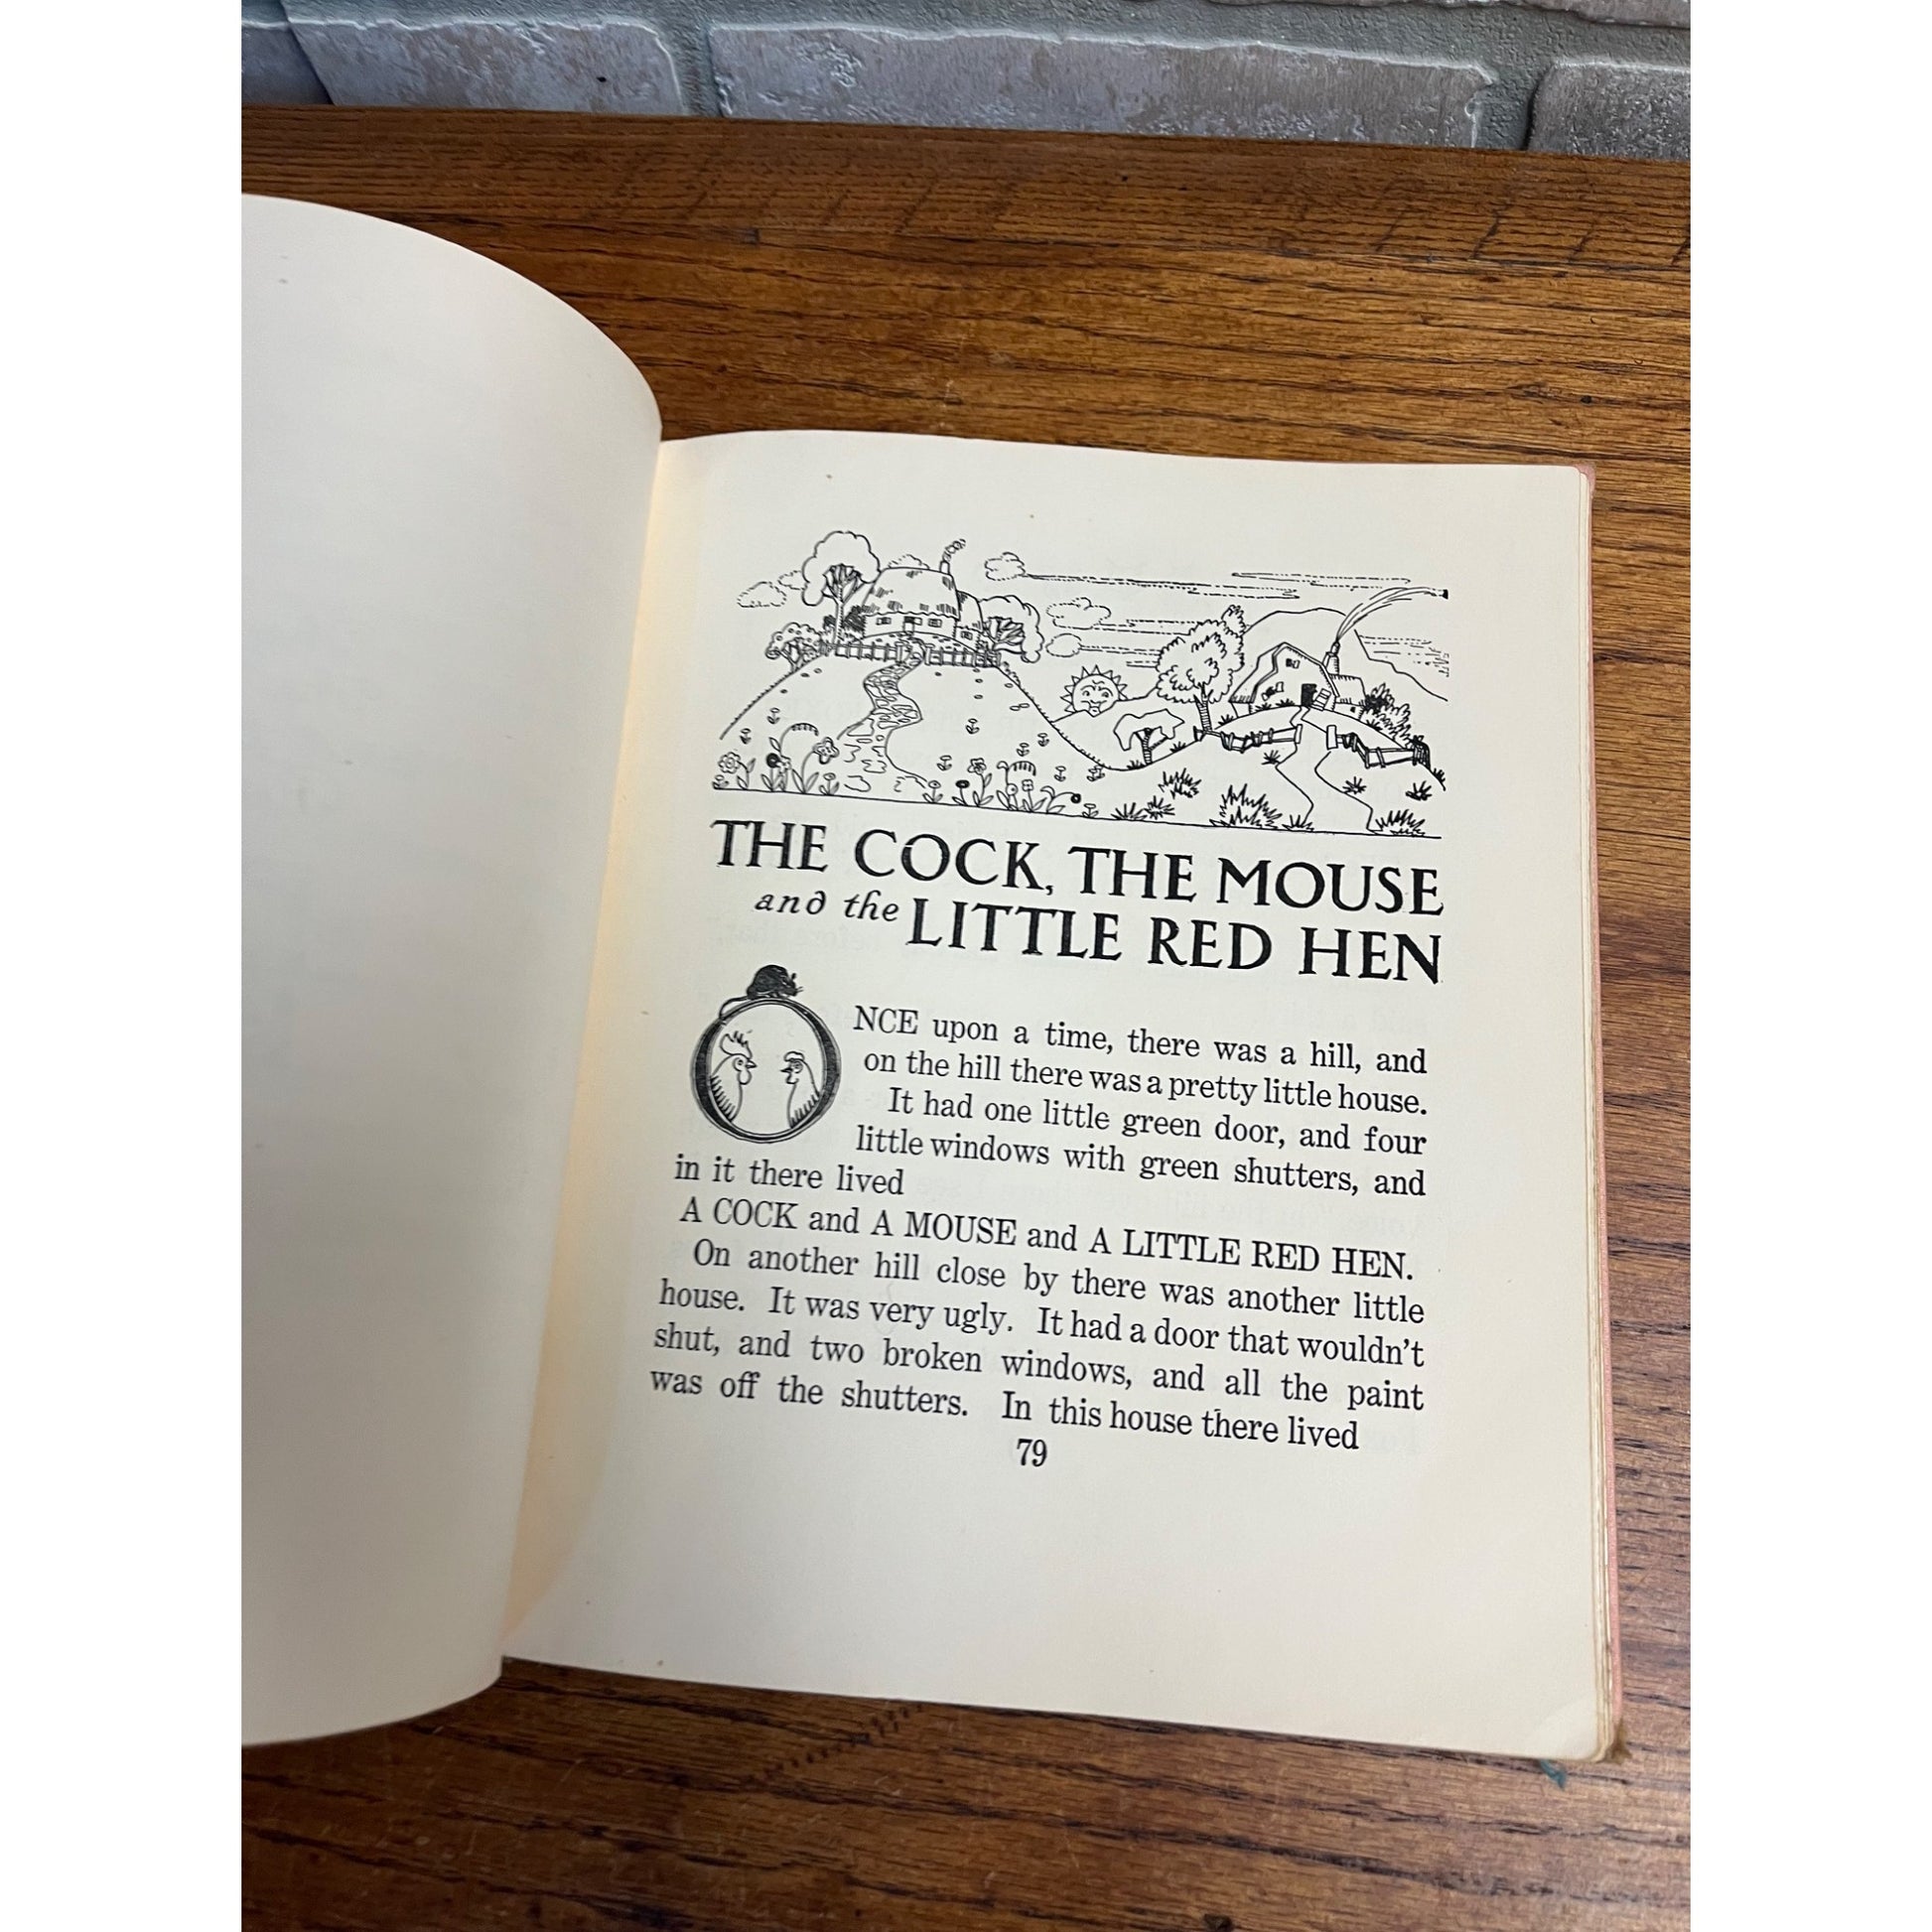 THE COCK, THE MOUSE
and the LITTLE RED HEN
ONCE upon a time, there was a hill, and
on the hill there was a pretty little house.
It had one little green door, and four
little windows with green shutters, and
in it there lived
A COCK and A MOUSE and A LITTLE RED HEN.
On another hill close by there was another little
house. It was very ugly. It had a door that wouldn't
shut, and two broken windows, and all the paint
was off the shutters. In this house there lived
79